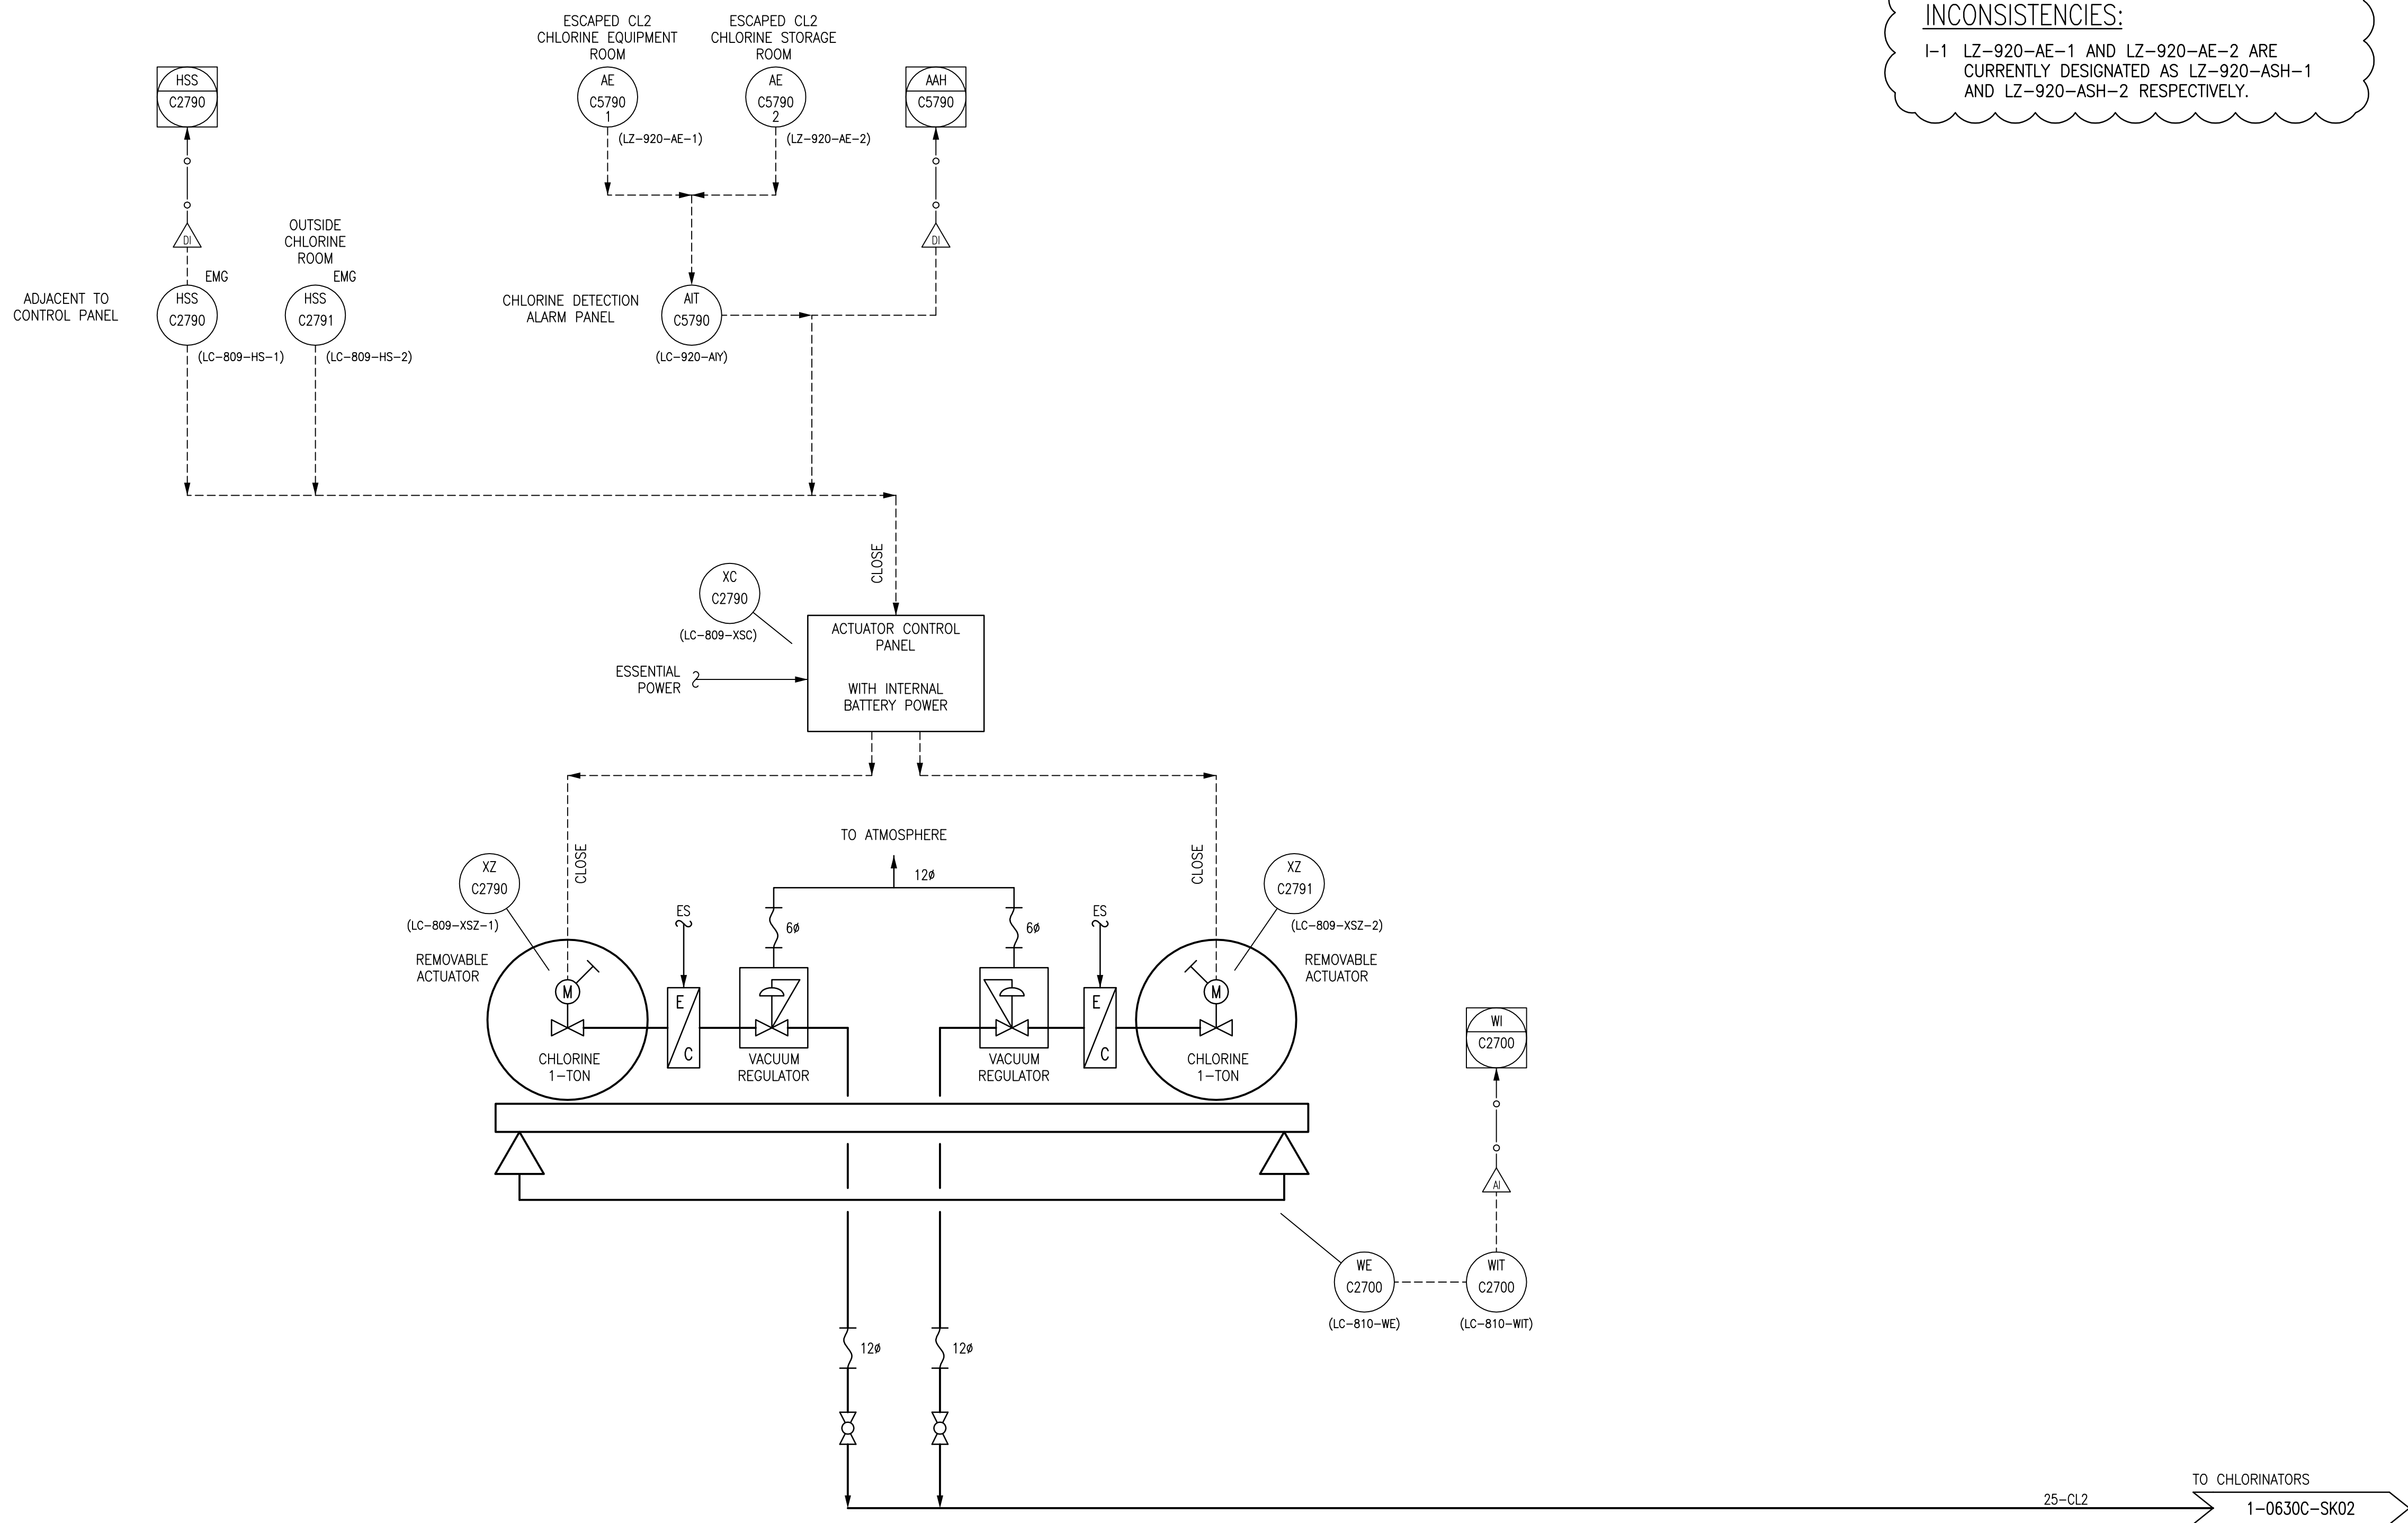 INCONSISTENCIES:
I-1 LZ-920-AE-1 AND LZ-920-AE-2 ARE
CURRENTLY DESIGNATED AS LZ-920-ASH-1
AND LZ-920-ASH-2 RESPECTIVELY.
ESCAPED CL2
CHLORINE EQUIPMENT
ROOM
ESCAPED CL2
CHLORINE STORAGE
ROOM
HSS
C2790
AE
C5790
1
(LZ-920-AE-1)
AE
C5790
2
(LZ-920-AE-2)
AAH
C5790
DI
DI
OUTSIDE
CHLORINE
ROOM
ADJACENT TO
CONTROL PANEL
EMG
HSS
C2790
(LC-809-HS-1)
EMG
HSS
C2791
(LC-809-HS-2)
CHLORINE DETECTION
ALARM PANEL
AIT
C5790
(LC-920-AIY)
CLOSE
XC
C2790
(LC-809-XSC)
ESSENTIAL
POWER
ACTUATOR CONTROL
PANEL
WITH INTERNAL
BATTERY POWER
TO ATMOSPHERE
12ø
CLOSE
CLOSE
XZ
C2790
(LC-809-XSZ-1)
REMOVABLE
ACTUATOR
ES
6ø
6ø
ES
XZ
C2791
(LC-809-XSZ-2)
REMOVABLE
ACTUATOR
M
E
C
E
C
M
CHLORINE
1-TON
VACUUM
REGULATOR
VACUUM
REGULATOR
CHLORINE
1-TON
WI
C2700
AI
WE
C2700
(LC-810-WE)
WIT
C2700
(LC-810-WIT)
12ø
12ø
25-CL2
TO CHLORINATORS
1-0630C-SK02